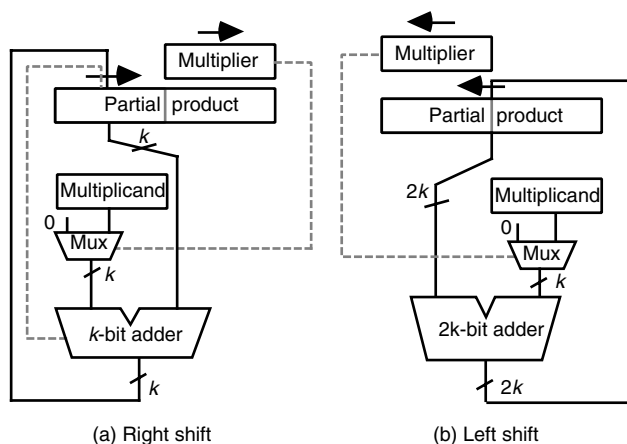 Multiplier
Partial product
k
Multiplicand
0
Mux
k
k-bit adder
k
(a) Right shift
Multiplier
Partial product
2k
Multiplicand
0
Mux
k
2k-bit adder
2k
(b) Left shift